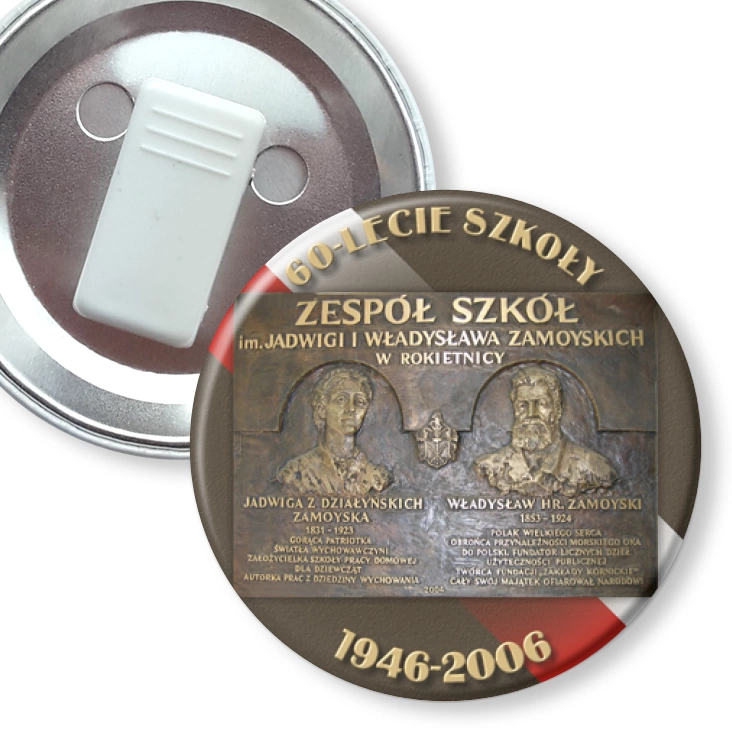 60-LECIE SZKOŁY
ZESPÓŁ SZKÓŁ
im. JADWIGI I WŁADYSŁAWA ZAMOYSKICH
W ROKIETNICY
JADWIGA Z DZIAŁYŃSKICH
ZAMOYSKA
1831 - 1923
GORĄCA PATRIOTKA
ŚWIATŁA WYCHOWAWCZYNI
ZAŁOŻYCIELKA SZKOŁY PRACY DOMOWEJ
DLA DZIEWCZĄT
AUTORKA PRAC Z DZIEDZINY WYCHOWANIA
WŁADYSŁAW HR. ZAMOYSKI
1853 - 1924
POLAK WIELKIEGO SERCA
OBROŃCA PRZYNALEŻNOŚCI MORSKIEGO OKA
DO POLSKI, FUNDATOR LICZNYCH DZIEŁ
UŻYTECZNOŚCI PUBLICZNEJ
TWÓRCA FUNDACJI „ZAKŁADY KÓRNICKIE"
CAŁY SWÓJ MAJĄTEK OFIAROWAŁ NARODOWI
2006
1946-2006